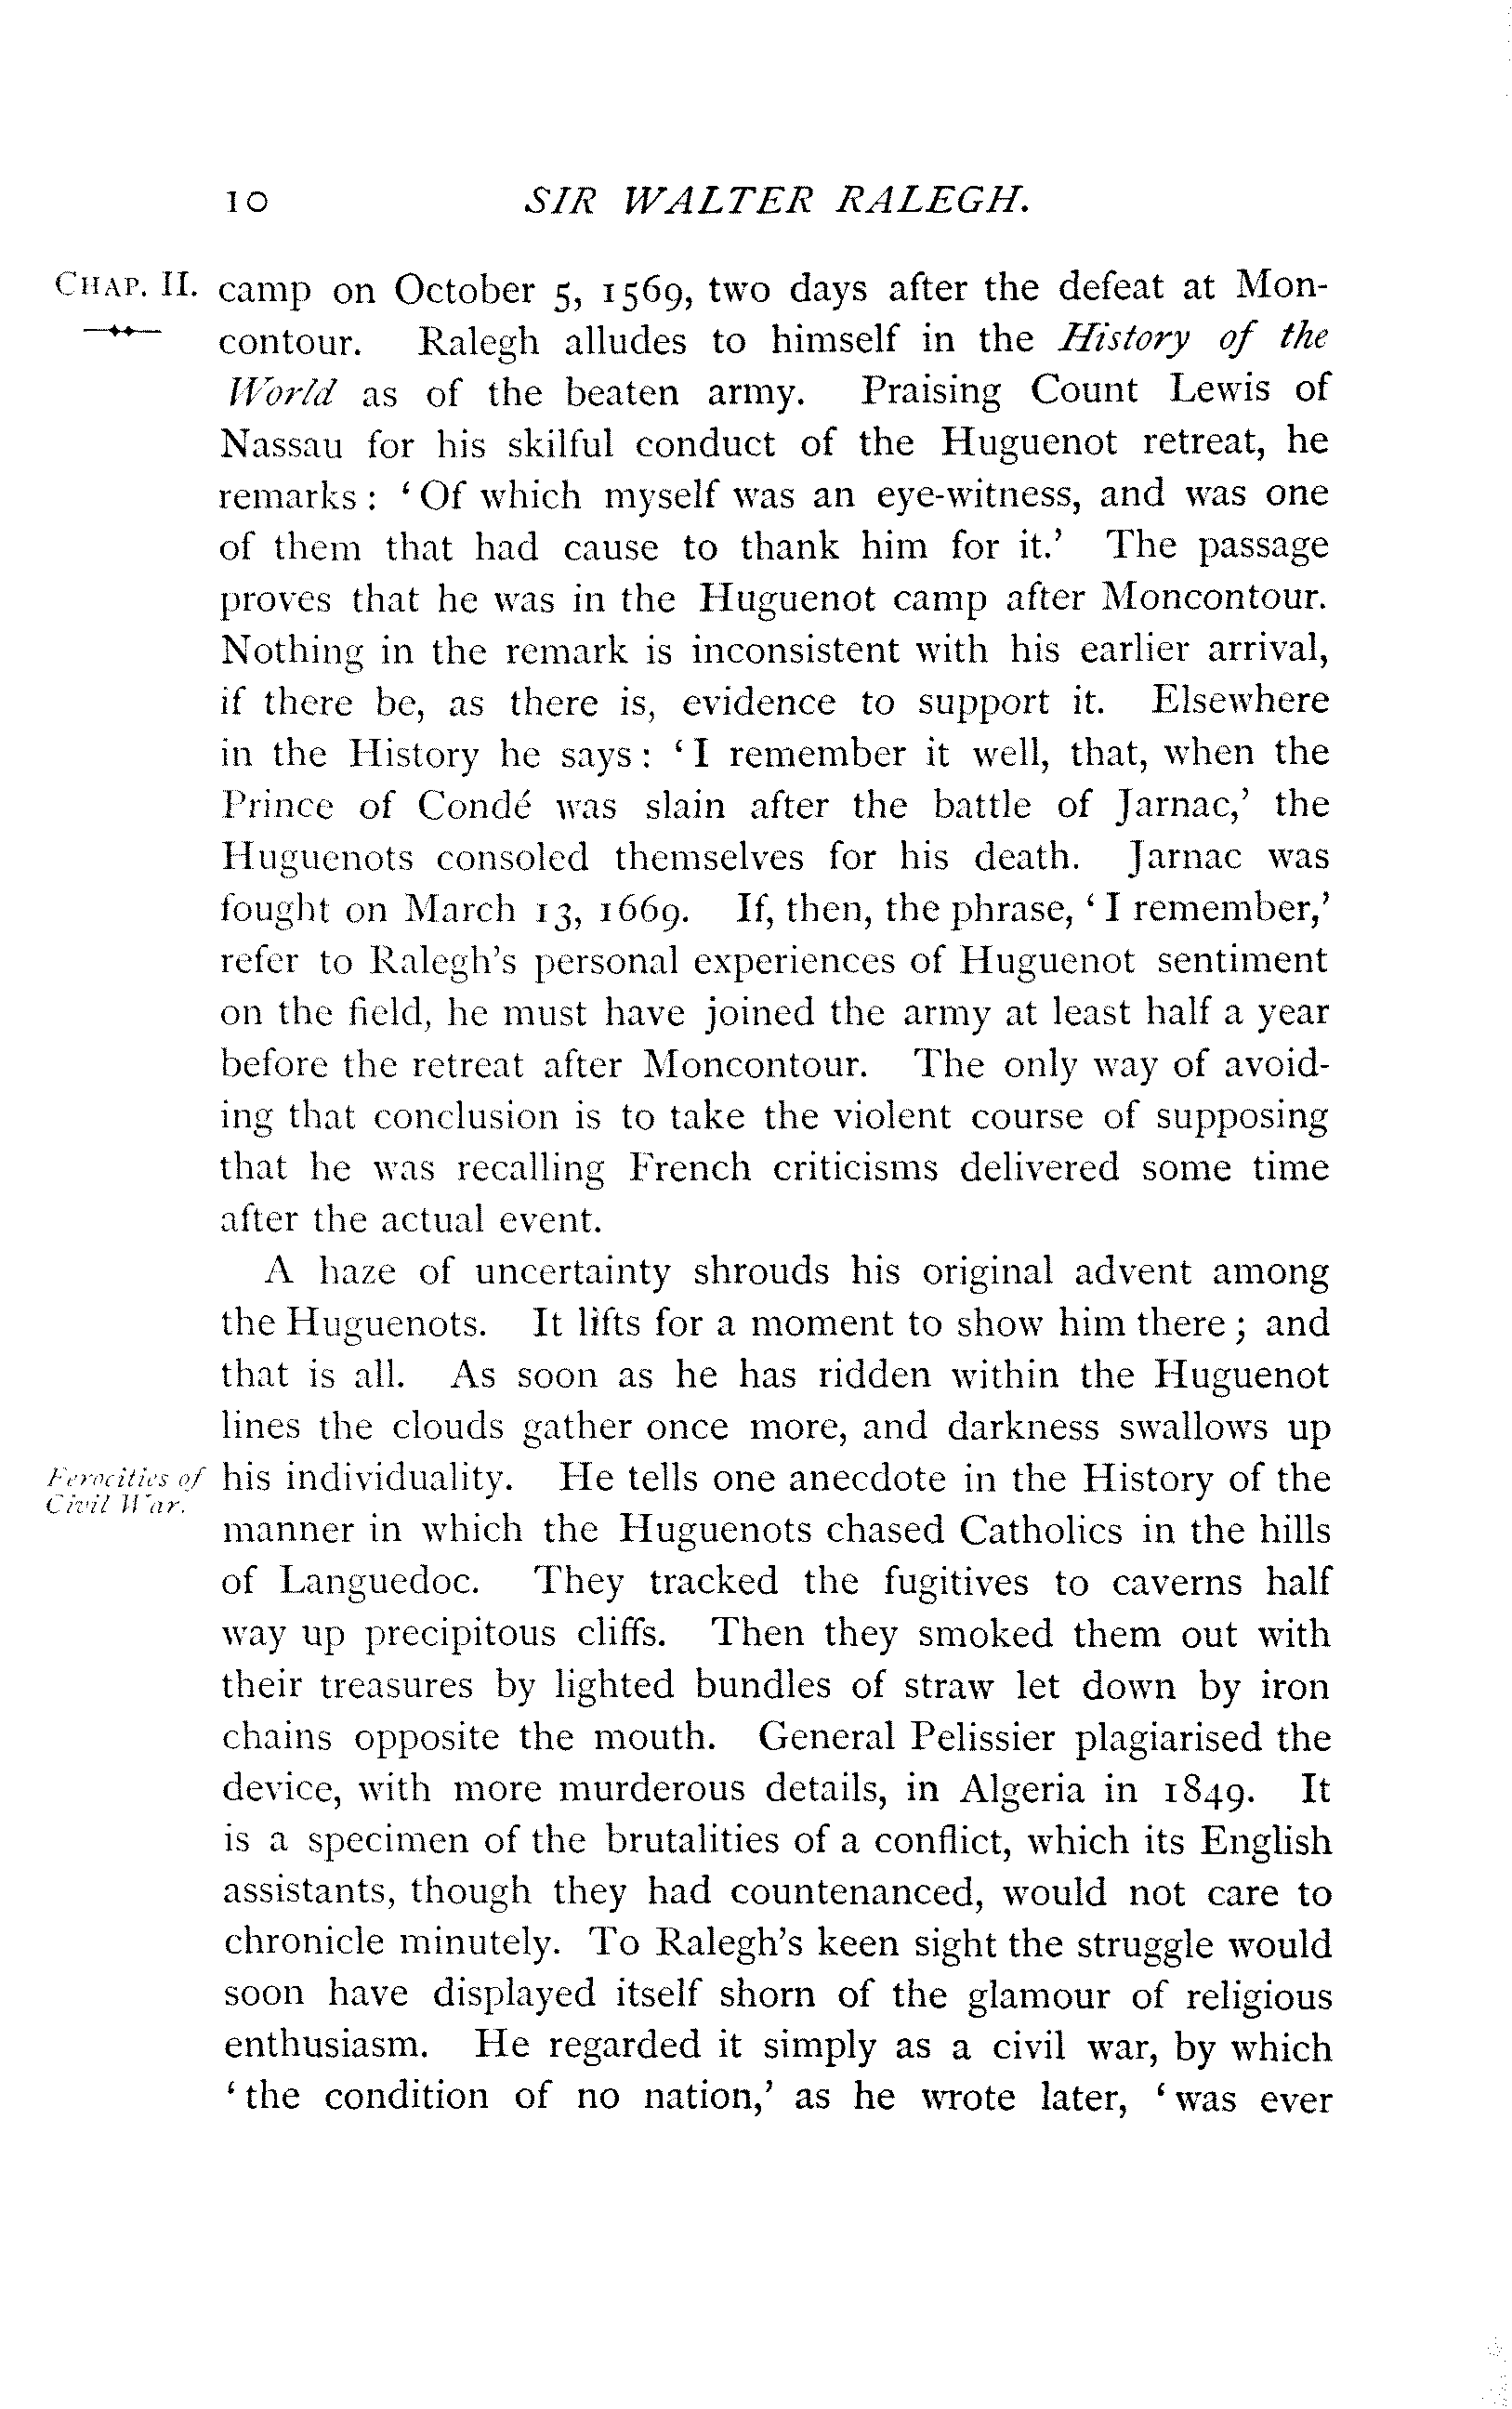 10 SIR WALTER RALEGH.
CHAP. II.
camp on October 5, 1569, two days after the defeat at Mon-
contour. Ralegh alludes to himself in the History of the
World as of the beaten army. Praising Count Lewis of
Nassau for his skilful conduct of the Huguenot retreat, he
remarks : ‘ Of which myself was an eye-witness, and was one
of them that had cause to thank him for it.’ The passage
proves that he was in the Huguenot camp after Moncontour.
Nothing in the remark is inconsistent with his earlier arrival,
if there be, as there is, evidence to support it. Elsewhere
in the History he says : ‘ I remember it well, that, when the
Prince of Condé was slain after the battle of Jarnac,’ the
Huguenots consoled themselves for his death. Jarnac was
fought on March 13, 1669. If, then, the phrase, ‘ I remember,’
refer to Ralegh’s personal experiences of Huguenot sentiment
on the field, he must have joined the army at least half a year
before the retreat after Moncontour. The only way of avoid-
ing that conclusion is to take the violent course of supposing
that he was recalling French criticisms delivered some time
after the actual event.
A haze of uncertainty shrouds his original advent among
the Huguenots. It lifts for a moment to show him there ; and
that is all. As soon as he has ridden within the Huguenot
lines the clouds gather once more, and darkness swallows up
Ferocities of
Civil War.
his individuality. He tells one anecdote in the History of the
manner in which the Huguenots chased Catholics in the hills
of Languedoc. They tracked the fugitives to caverns half
way up precipitous cliffs. Then they smoked them out with
their treasures by lighted bundles of straw let down by iron
chains opposite the mouth. General Pelissier plagiarised the
device, with more murderous details, in Algeria in 1849. It
is a specimen of the brutalities of a conflict, which its English
assistants, though they had countenanced, would not care to
chronicle minutely. To Ralegh’s keen sight the struggle would
soon have displayed itself shorn of the glamour of religious
enthusiasm. He regarded it simply as a civil war, by which
‘ the condition of no nation,’ as he wrote later, ‘ was ever